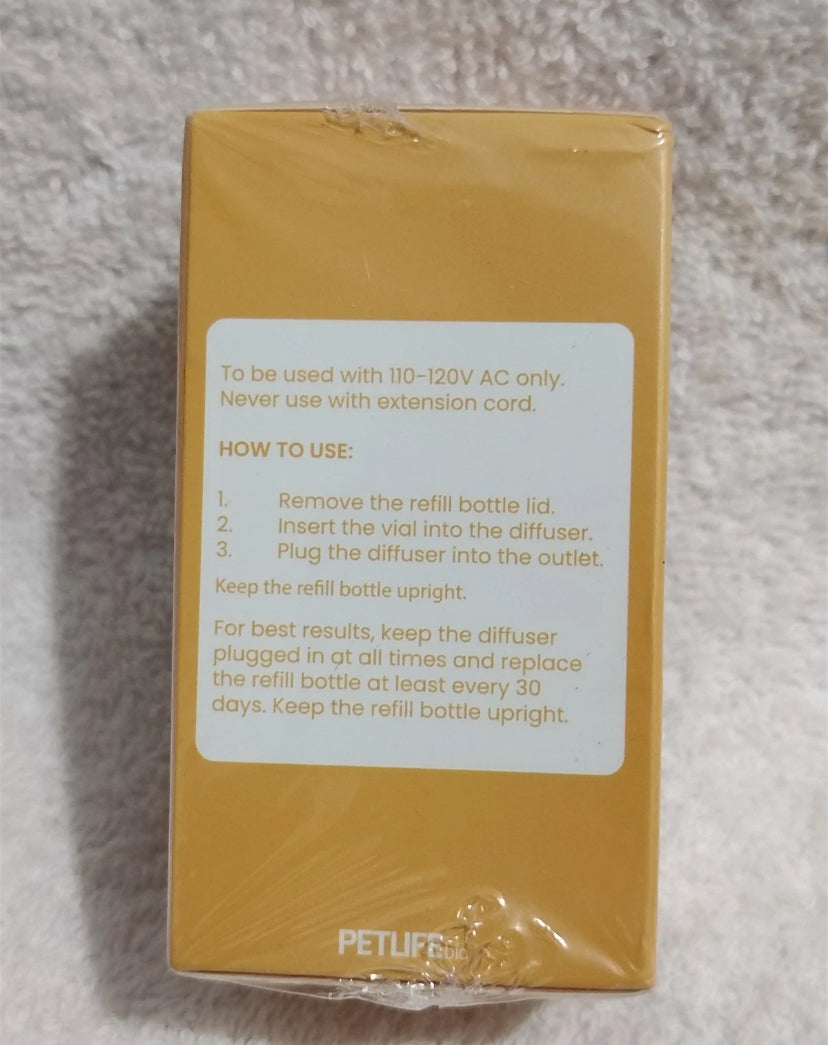 To be used with 110-120V AC only.
Never use with extension cord.
HOW TO USE:
1. Remove the refill bottle lid.
2. Insert the vial into the diffuser.
3. Plug the diffuser into the outlet.
Keep the refill bottle upright.
For best results, keep the diffuser
plugged in at all times and replace
the refill bottle at least every 30
days. Keep the refill bottle upright.
PETLIFE